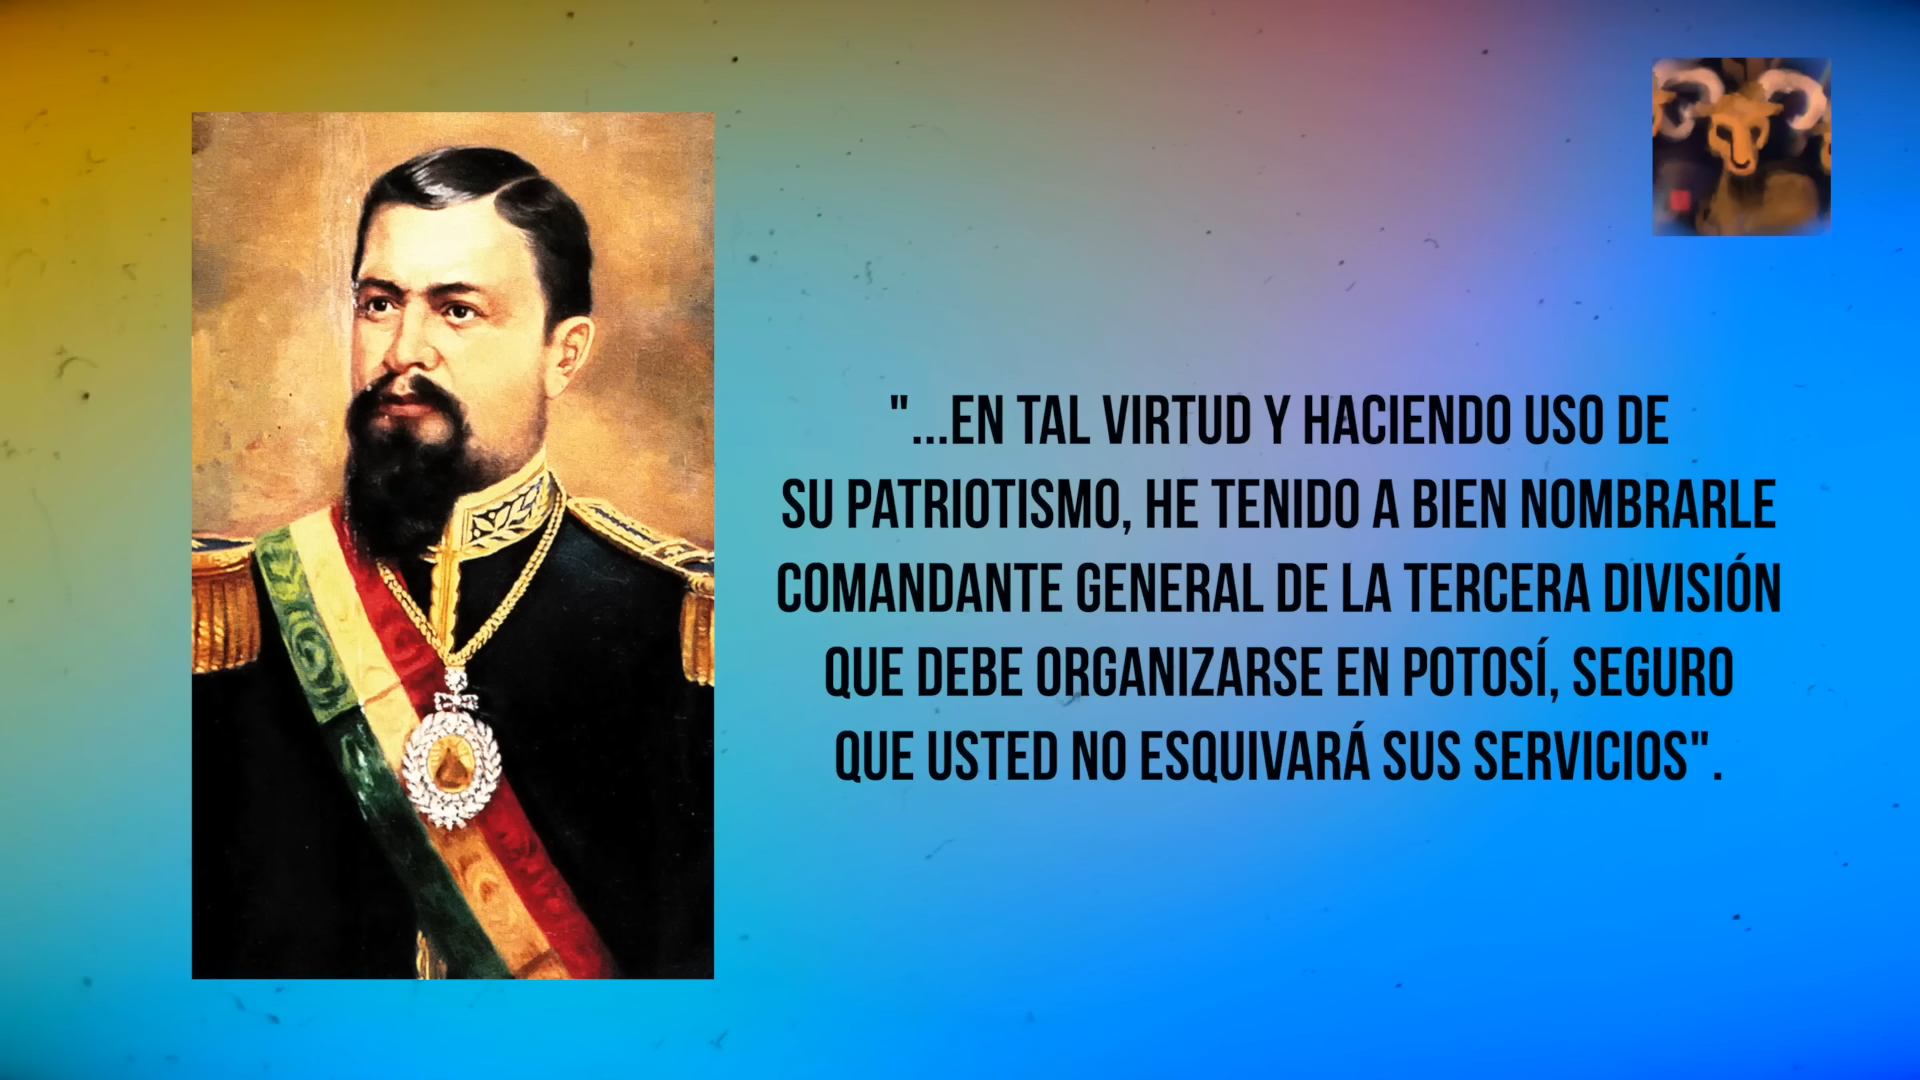 "...EN TAL VIRTUD Y HACIENDO USO DE
SU PATRIOTISMO, HE TENIDO A BIEN NOMBRARLE
COMANDANTE GENERAL DE LA TERCERA DIVISIÓN
QUE DEBE ORGANIZARSE EN POTOSÍ, SEGURO
QUE USTED NO ESQUIVARÁ SUS SERVICIOS".